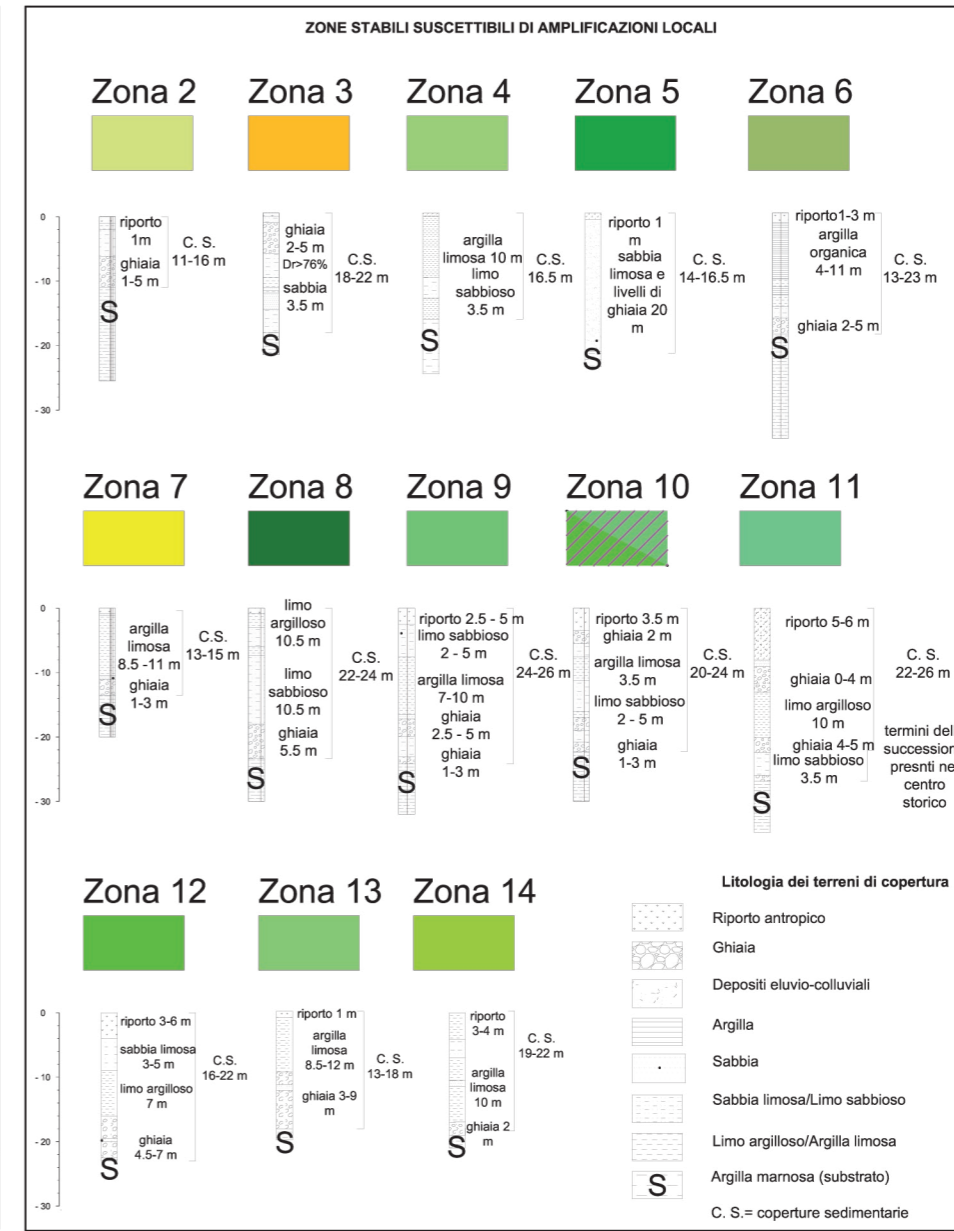 ZONE STABILI SUSCETTIBILI DI AMPLIFICAZIONI LOCALI
Zona 2
Zona 3
Zona 4
Zona 5
Zona 6
0
- 10
- 20
- 30
riporto
1m
ghiaia
1-5 m
C. S.
11-16 m
S
ghiaia
2-5 m
Dr>76%
sabbia
3.5 m
C.S.
18-22 m
S
argilla
limosa 10 m
limo
sabbioso
3.5 m
C.S.
16.5 m
S
riporto 1
m
sabbia
limosa e
livelli di
ghiaia 20
m
C. S.
14-16.5 m
S
riporto1-3 m
argilla
organica
4-11 m
ghiaia 2-5 m
C. S.
13-23 m
S
Zona 7
Zona 8
Zona 9
Zona 10
Zona 11
0
- 10
- 20
- 30
argilla
limosa
8.5 -11 m
ghiaia
1-3 m
C.S.
13-15 m
S
limo
argilloso
10.5 m
limo
sabbioso
10.5 m
ghiaia
5.5 m
C.S.
22-24 m
S
riporto 2.5 - 5 m
limo sabbioso
2 - 5 m
argilla limosa
7-10 m
ghiaia
2.5 - 5 m
ghiaia
1-3 m
C.S.
24-26 m
S
riporto 3.5 m
ghiaia 2 m
argilla limosa
3.5 m
limo sabbioso
2 - 5 m
ghiaia
1-3 m
C.S.
20-24 m
S
riporto 5-6 m
ghiaia 0-4 m
limo argilloso
10 m
ghiaia 4-5 m
limo sabbioso
3.5 m
C. S.
22-26 m
termini dell
succession
presnti ne
centro
storico
S
Zona 12
Zona 13
Zona 14
0
- 10
- 20
- 30
riporto 3-6 m
sabbia limosa
3-5 m
limo argilloso
7 m
ghiaia
4.5-7 m
C. S.
16-22 m
S
riporto 1 m
argilla
limosa
8.5-12 m
ghiaia 3-9
m
C. S.
13-18 m
S
riporto
3-4 m
argilla
limosa
10 m
ghiaia 2
m
C. S.
19-22 m
S
Litologia dei terreni di copertura
Riporto antropico
Ghiaia
Depositi eluvio-colluviali
Argilla
Sabbia
Sabbia limosa/Limo sabbioso
Limo argilloso/Argilla limosa
S Argilla marnosa (substrato)
C. S.= coperture sedimentarie